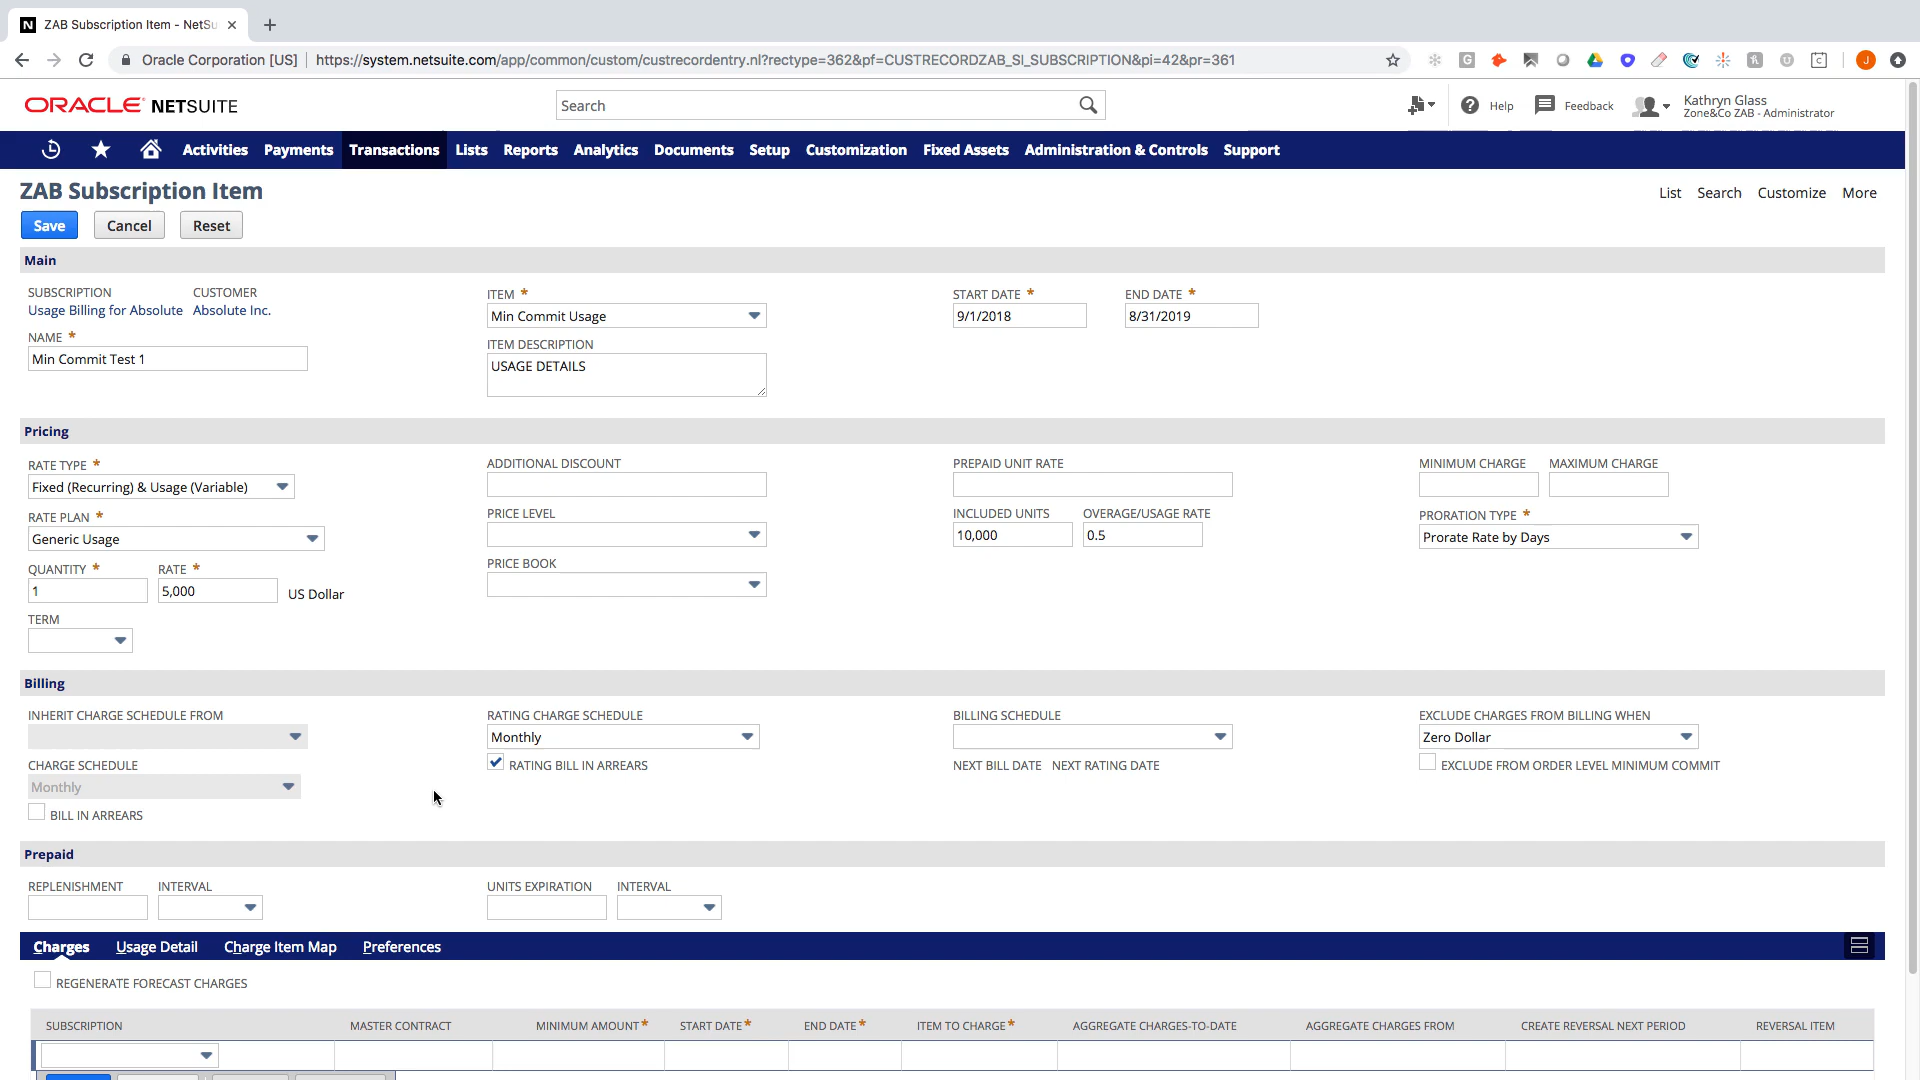 ZAB Subscription Item - NetSu
Oracle Corporation [US] https://system.netsuite.com/app/common/custom/custrecordentry.nl?rectype=362&pf=CUSTRECORDZAB_SI_SUBSCRIPTION&pi=42&pr=361
ORACLE NETSUITE
Search
Help
Feedback
Kathryn Glass
Zone&Co ZAB - Administrator
Activities Payments Transactions Lists Reports Analytics Documents Setup Customization Fixed Assets Administration & Controls Support
ZAB Subscription Item
List Search Customize More
Save Cancel Reset
Main
SUBSCRIPTION CUSTOMER
Usage Billing for Absolute Absolute Inc.
NAME *
Min Commit Test 1
ITEM *
Min Commit Usage
ITEM DESCRIPTION
USAGE DETAILS
START DATE * END DATE *
9/1/2018 8/31/2019
Pricing
RATE TYPE *
Fixed (Recurring) & Usage (Variable)
RATE PLAN *
Generic Usage
QUANTITY * RATE *
1 5,000 US Dollar
TERM
ADDITIONAL DISCOUNT
PRICE LEVEL
PRICE BOOK
PREPAID UNIT RATE
INCLUDED UNITS OVERAGE/USAGE RATE
10,000 0.5
MINIMUM CHARGE MAXIMUM CHARGE
PRORATION TYPE *
Prorate Rate by Days
Billing
INHERIT CHARGE SCHEDULE FROM
CHARGE SCHEDULE
Monthly
BILL IN ARREARS
RATING CHARGE SCHEDULE
Monthly
RATING BILL IN ARREARS
BILLING SCHEDULE
NEXT BILL DATE NEXT RATING DATE
EXCLUDE CHARGES FROM BILLING WHEN
Zero Dollar
EXCLUDE FROM ORDER LEVEL MINIMUM COMMIT
Prepaid
REPLENISHMENT INTERVAL
UNITS EXPIRATION INTERVAL
Charges Usage Detail Charge Item Map Preferences
REGENERATE FORECAST CHARGES
SUBSCRIPTION MASTER CONTRACT MINIMUM AMOUNT* START DATE* END DATE* ITEM TO CHARGE* AGGREGATE CHARGES-TO-DATE AGGREGATE CHARGES FROM CREATE REVERSAL NEXT PERIOD REVERSAL ITEM